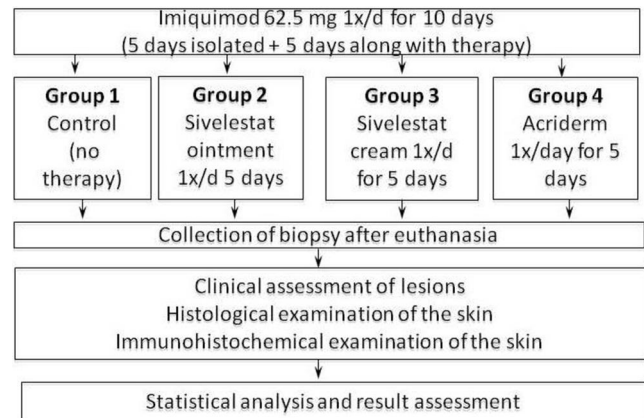 Imiquimod 62.5 mg 1x/d for 10 days
(5 days isolated + 5 days along with therapy)
Group 1
Control
(no
therapy)
Group 2
Sivelestat
ointment
1x/d 5 days
Group 3
Sivelestat
cream 1x/d
for 5 days
Group 4
Acriderm
1x/day for 5
days
Collection of biopsy after euthanasia
Clinical assessment of lesions
Histological examination of the skin
Immunohistochemical examination of the skin
Statistical analysis and result assessment